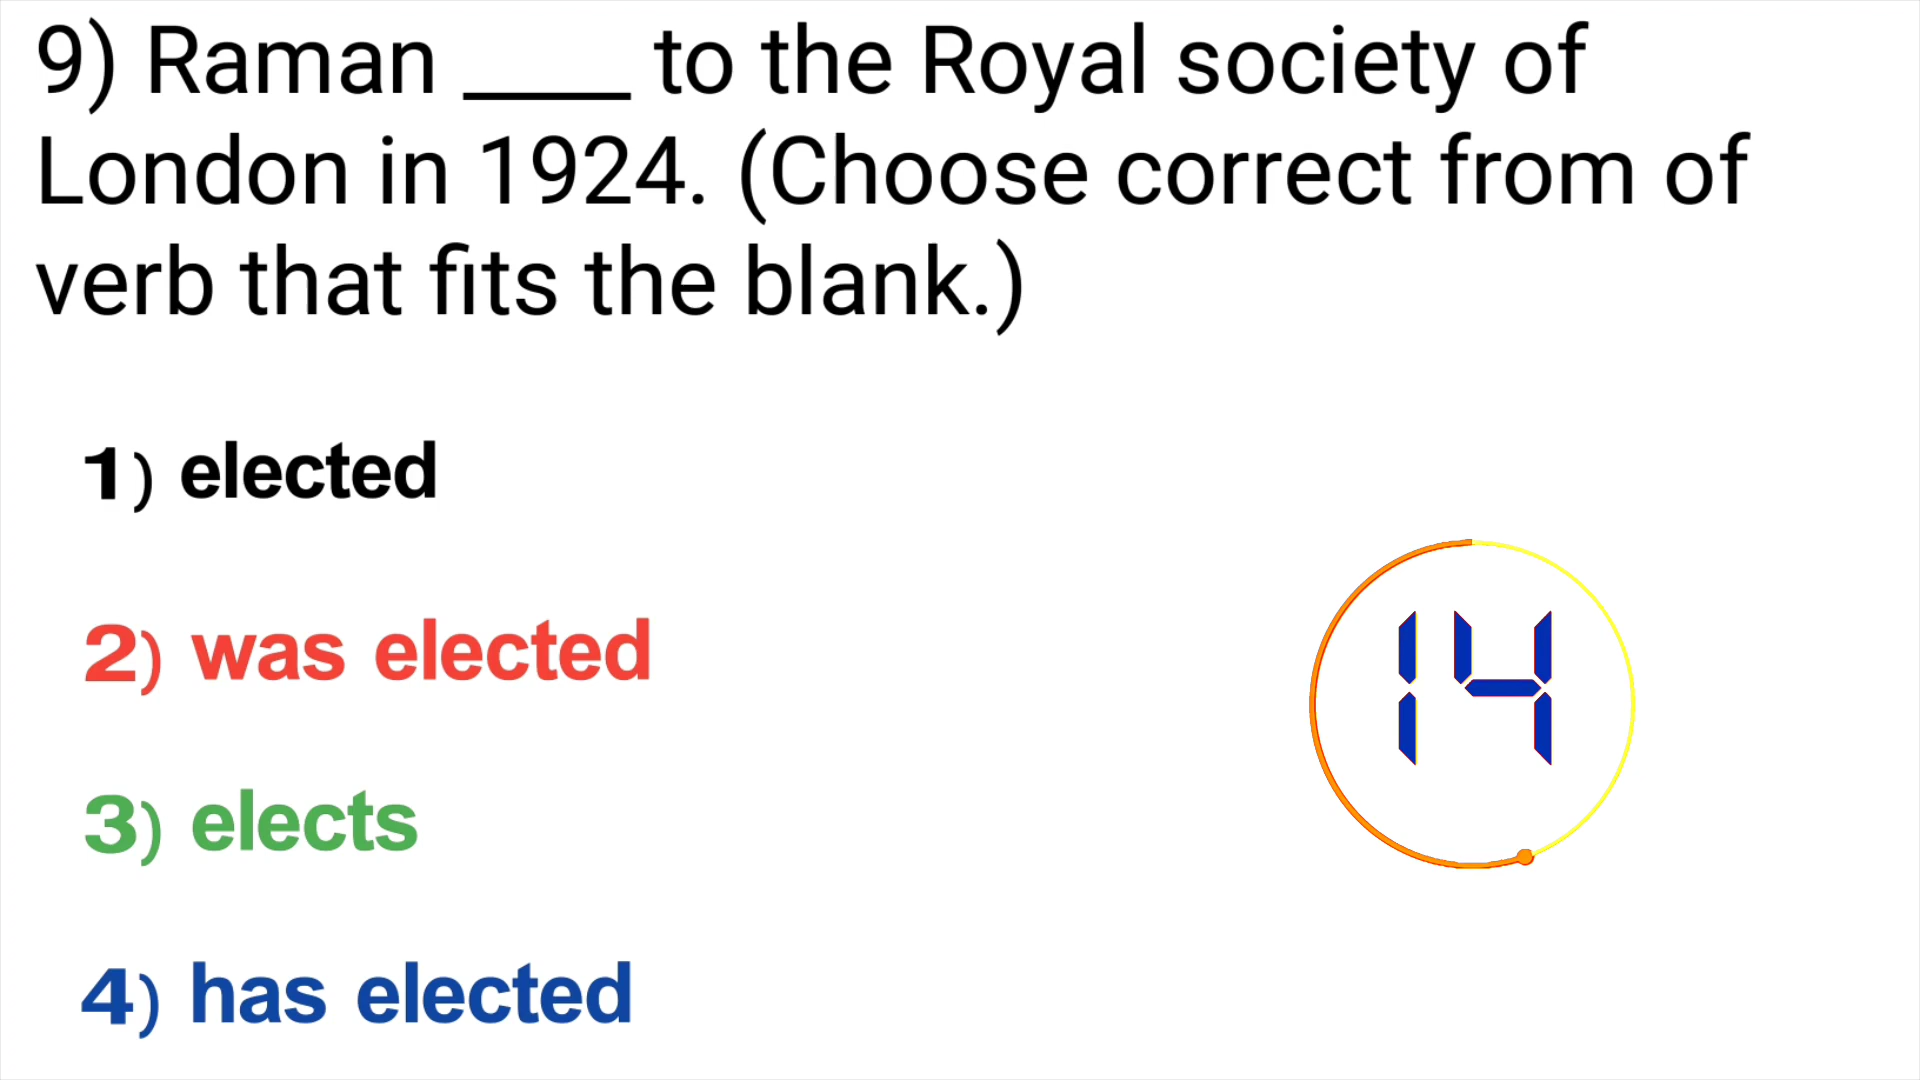 9) Raman ____ to the Royal society of
London in 1924. (Choose correct from of
verb that fits the blank.)
1) elected
2) was elected
14
3) elects
4) has elected